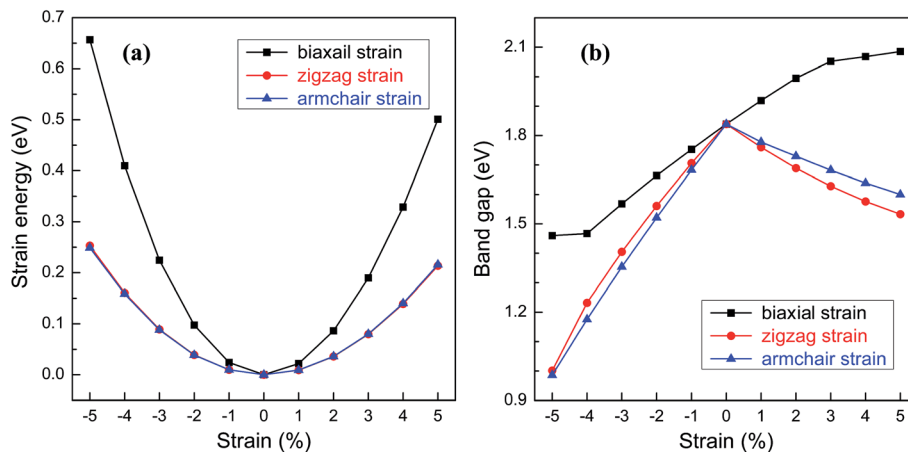 (a)
biaxail strain
zigzag strain
armchair strain
Strain energy (eV)
0.7
0.6
0.5
0.4
0.3
0.2
0.1
0.0
-5 -4 -3 -2 -1 0 1 2 3 4 5
Strain (%)
(b)
biaxial strain
zigzag strain
armchair strain
Band gap (eV)
2.1
1.8
1.5
1.2
0.9
-5 -4 -3 -2 -1 0 1 2 3 4 5
Strain (%)